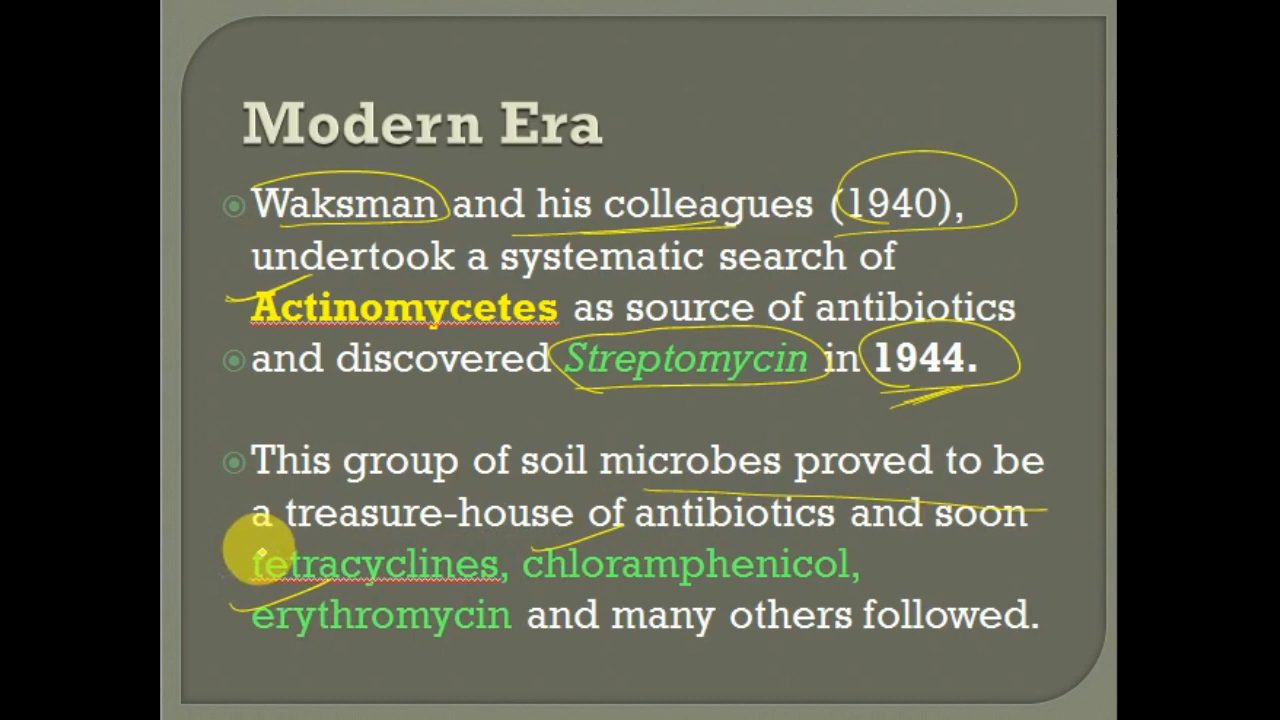 Modern Era
Waksman and his colleagues (1940),
undertook a systematic search of
Actinomycetes as source of antibiotics
and discovered Streptomycin in 1944.
This group of soil microbes proved to be
a treasure-house of antibiotics and soon
tetracyclines, chloramphenicol,
erythromycin and many others followed.